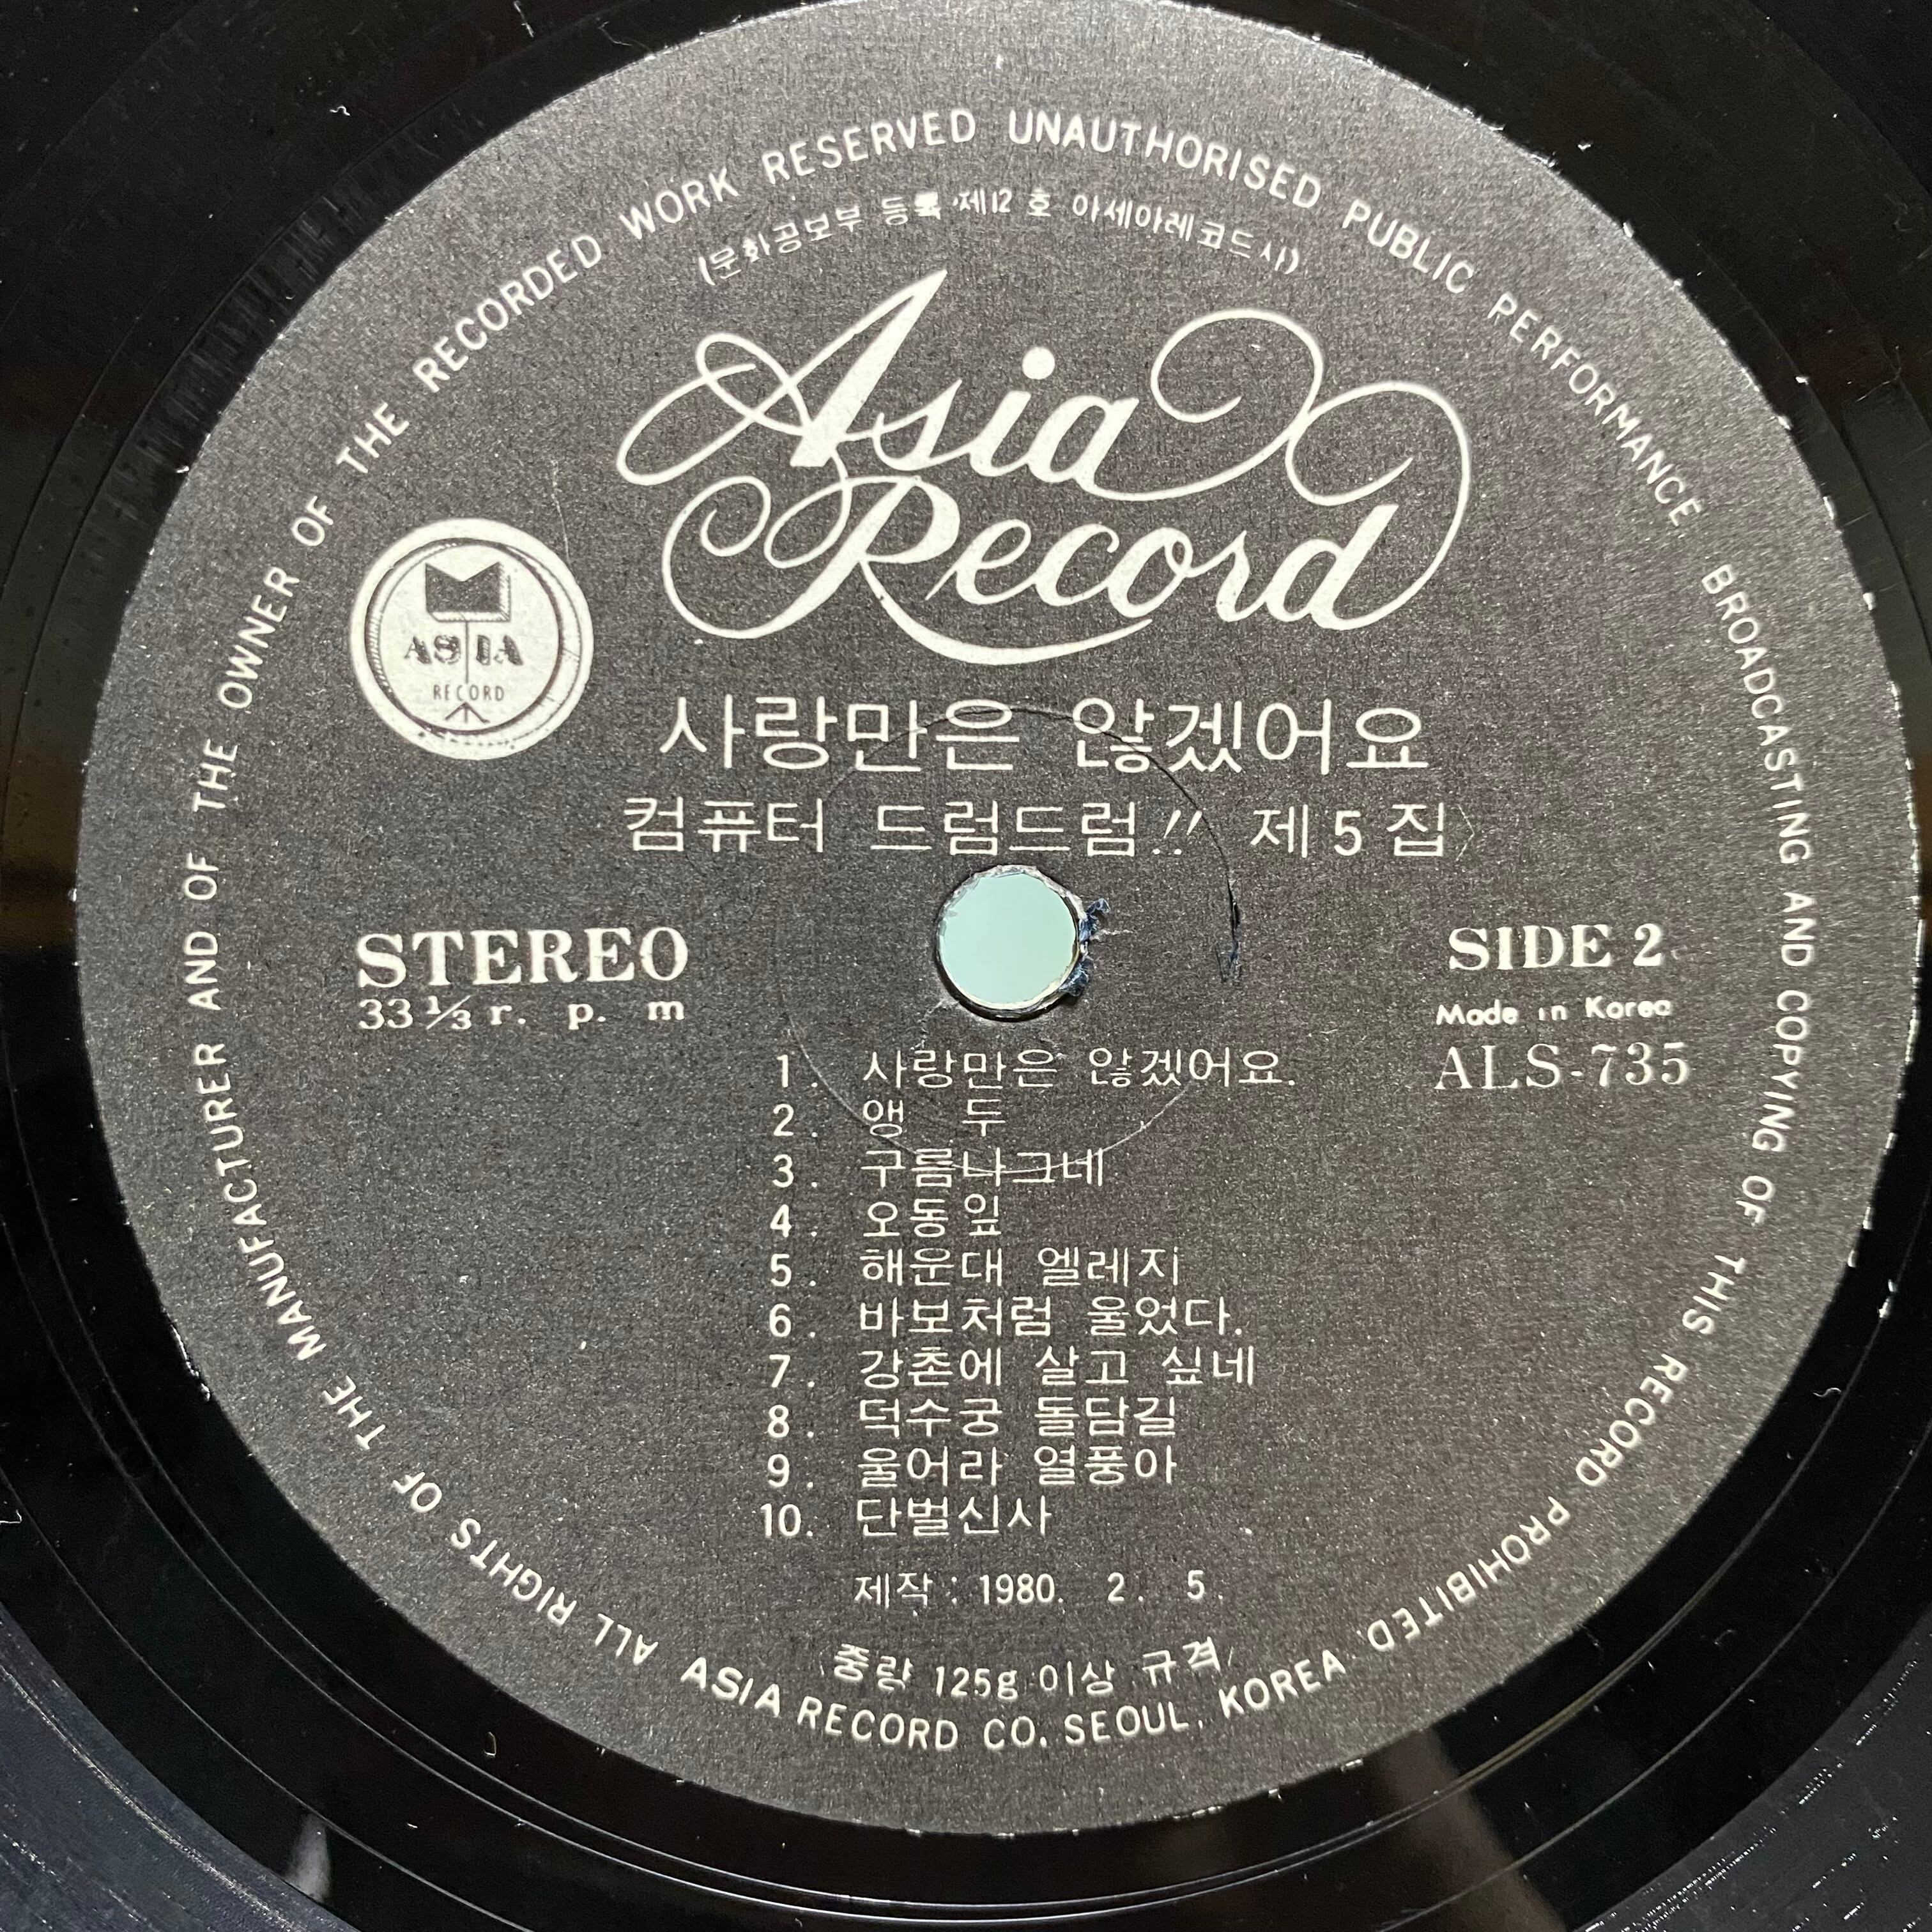 ALL RIGHTS OF THE MANUFACTURER AND OF THE OWNER OF THE RECORDED WORK RESERVED UNAUTHORISED PUBLIC PERFORMANCE BROADCASTING AND COPYING OF THIS RECORD PROHIBITED.
(문화공보부 등록 제12 호 아세아레코드사)
Asia
Record
ASIA
RECORD
사랑만은 않겠어요
컴퓨터 드럼드럼!! 제5집〉
STEREO
33⅓ r. p. m
SIDE 2
Made in Korea
ALS-735
1. 사랑만은 않겠어요.
2. 앵 두
3. 구름나그네
4. 오동잎
5. 해운대 엘레지
6. 바보처럼 울었다.
7. 강촌에 살고 싶네
8. 덕수궁 돌담길
9. 울어라 열풍아
10. 단벌신사
제작 : 1980. 2. 5.
중량 125g 이상 규격
ASIA RECORD CO. SEOUL, KOREA